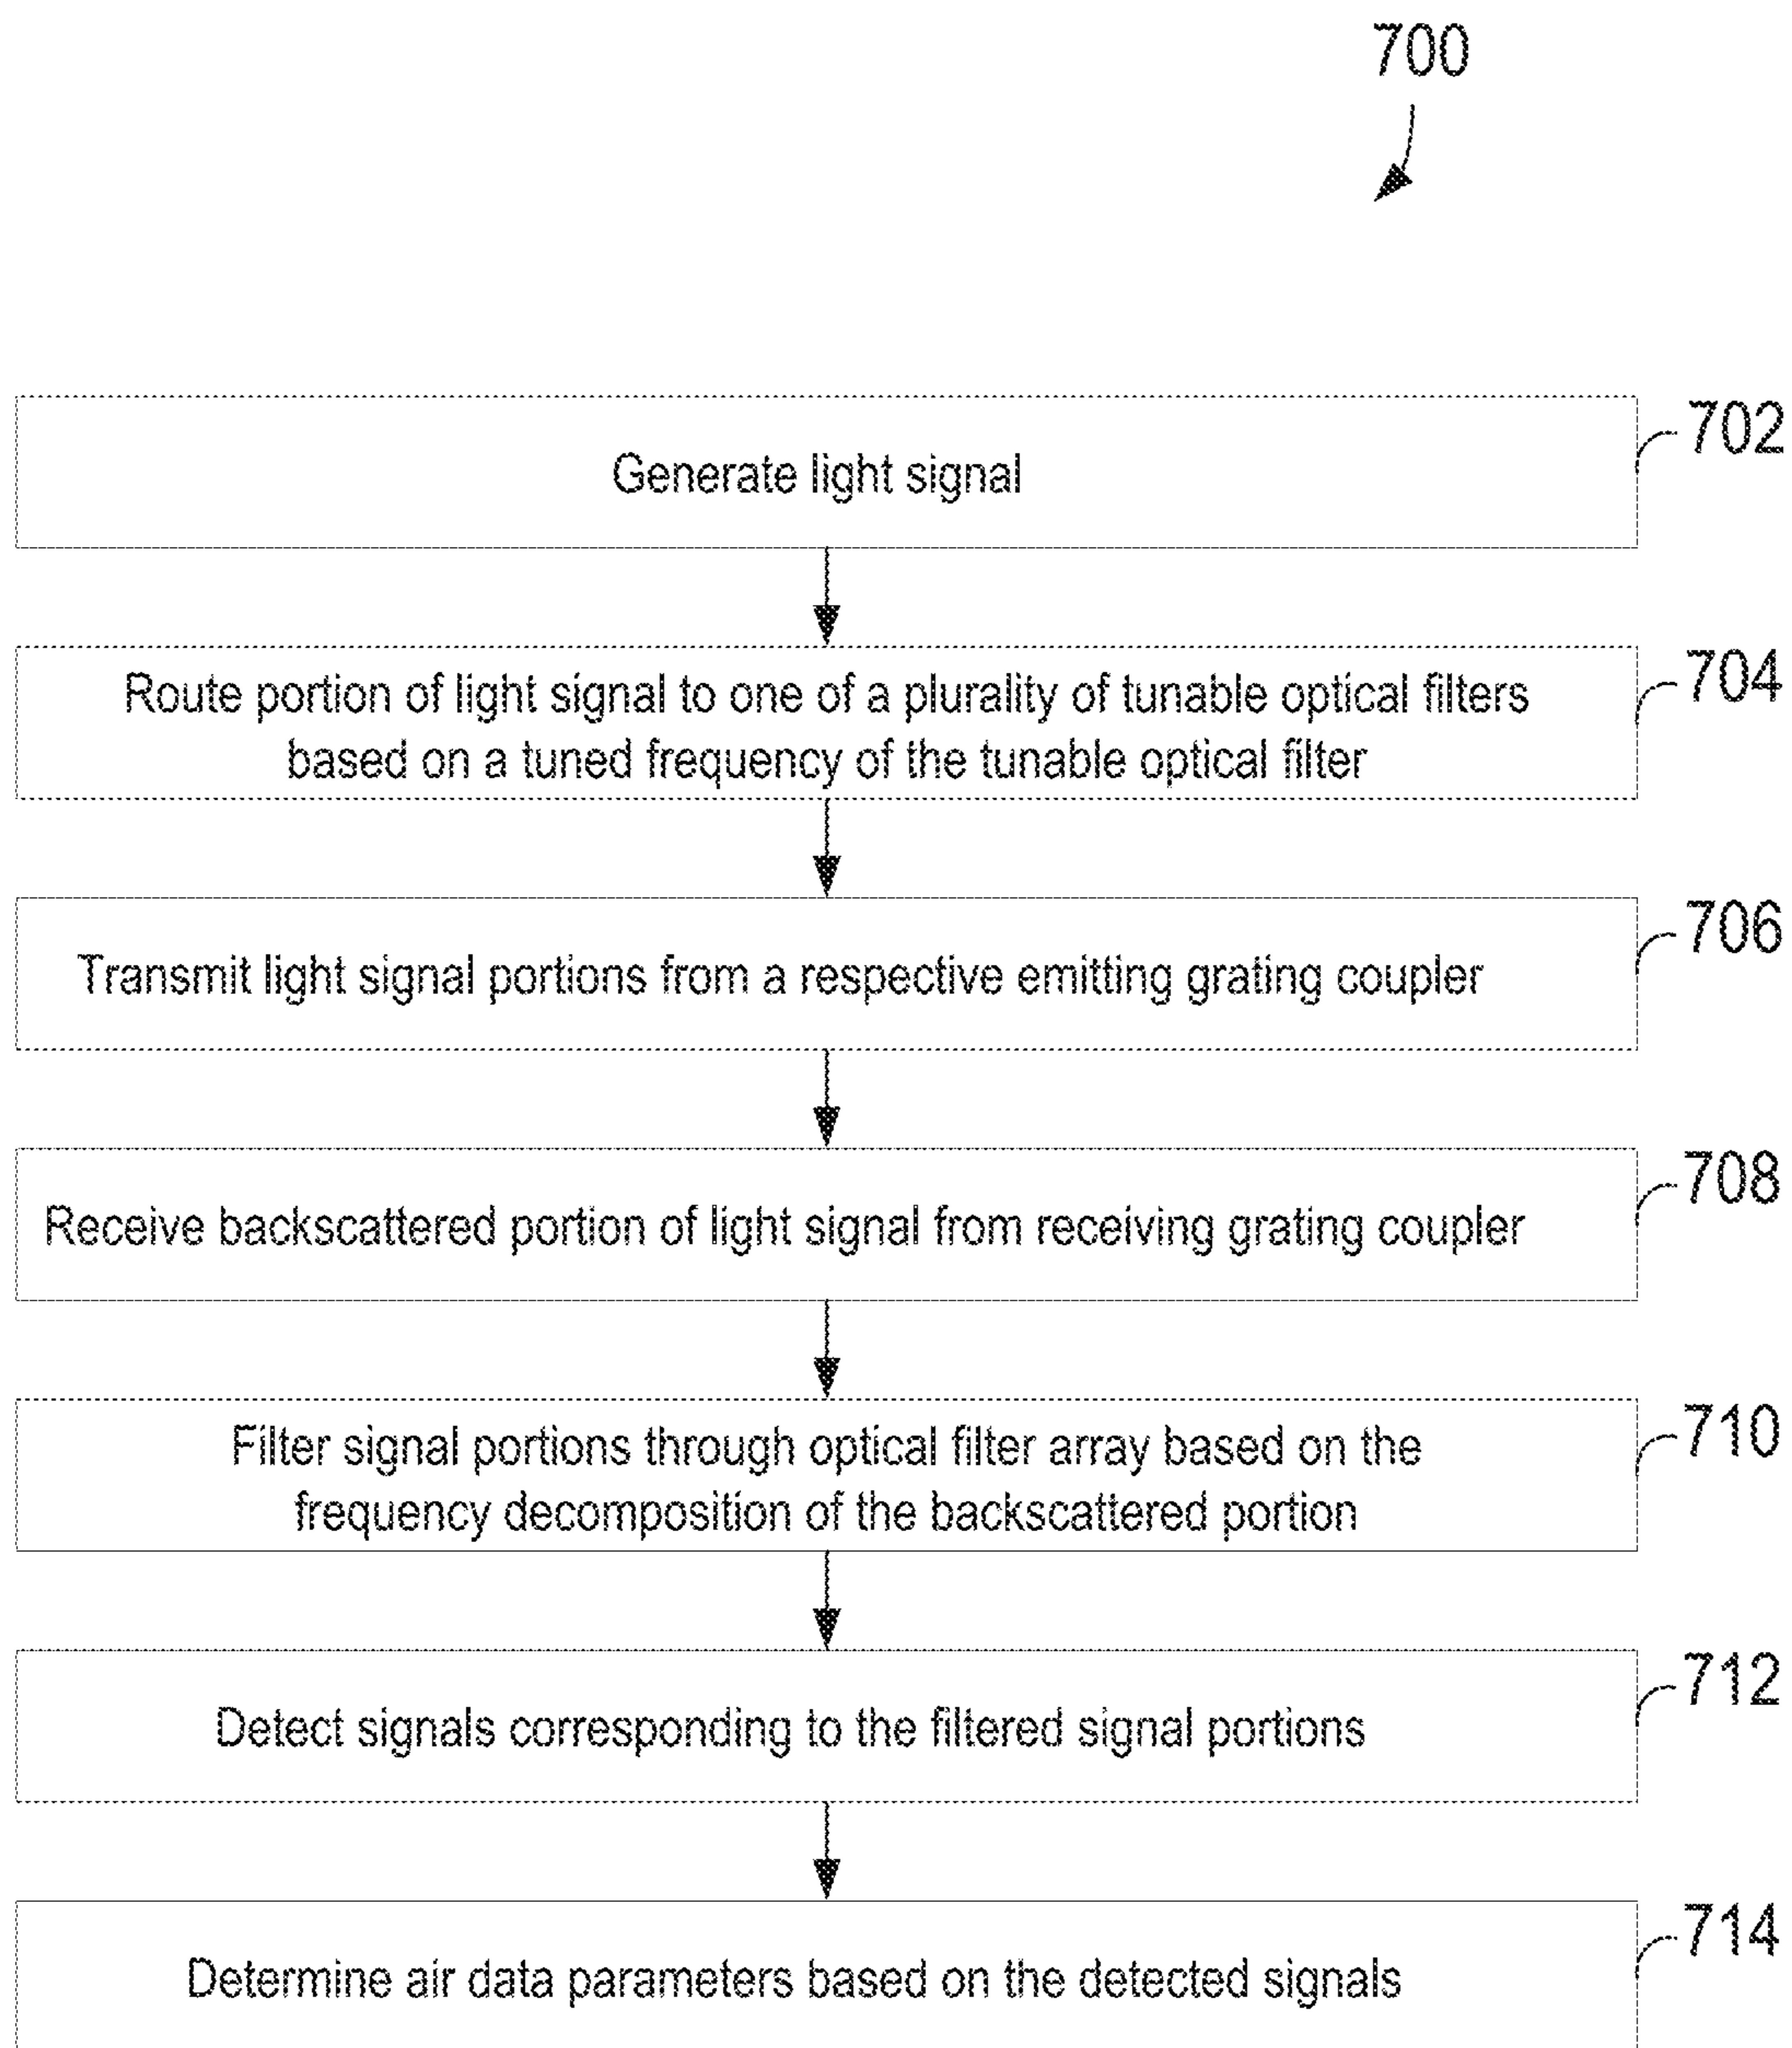 700
Generate light signal
702
Route portion of light signal to one of a plurality of tunable optical filters
based on a tuned frequency of the tunable optical filter
704
Transmit light signal portions from a respective emitting grating coupler
706
Receive backscattered portion of light signal from receiving grating coupler
708
Filter signal portions through optical filter array based on the
frequency decomposition of the backscattered portion
710
Detect signals corresponding to the filtered signal portions
712
Determine air data parameters based on the detected signals
714